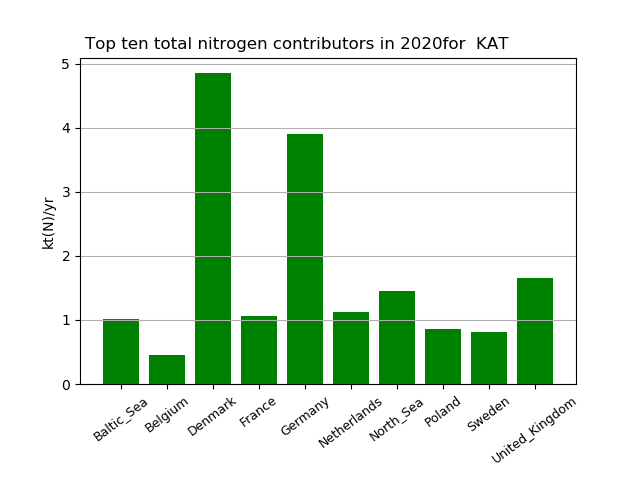 Top ten total nitrogen contributors in 2020for  KAT
kt(N)/yr
5
4
3
2
1
0
Baltic_Sea
Belgium
Denmark
France
Germany
Netherlands
North_Sea
Poland
Sweden
United_Kingdom